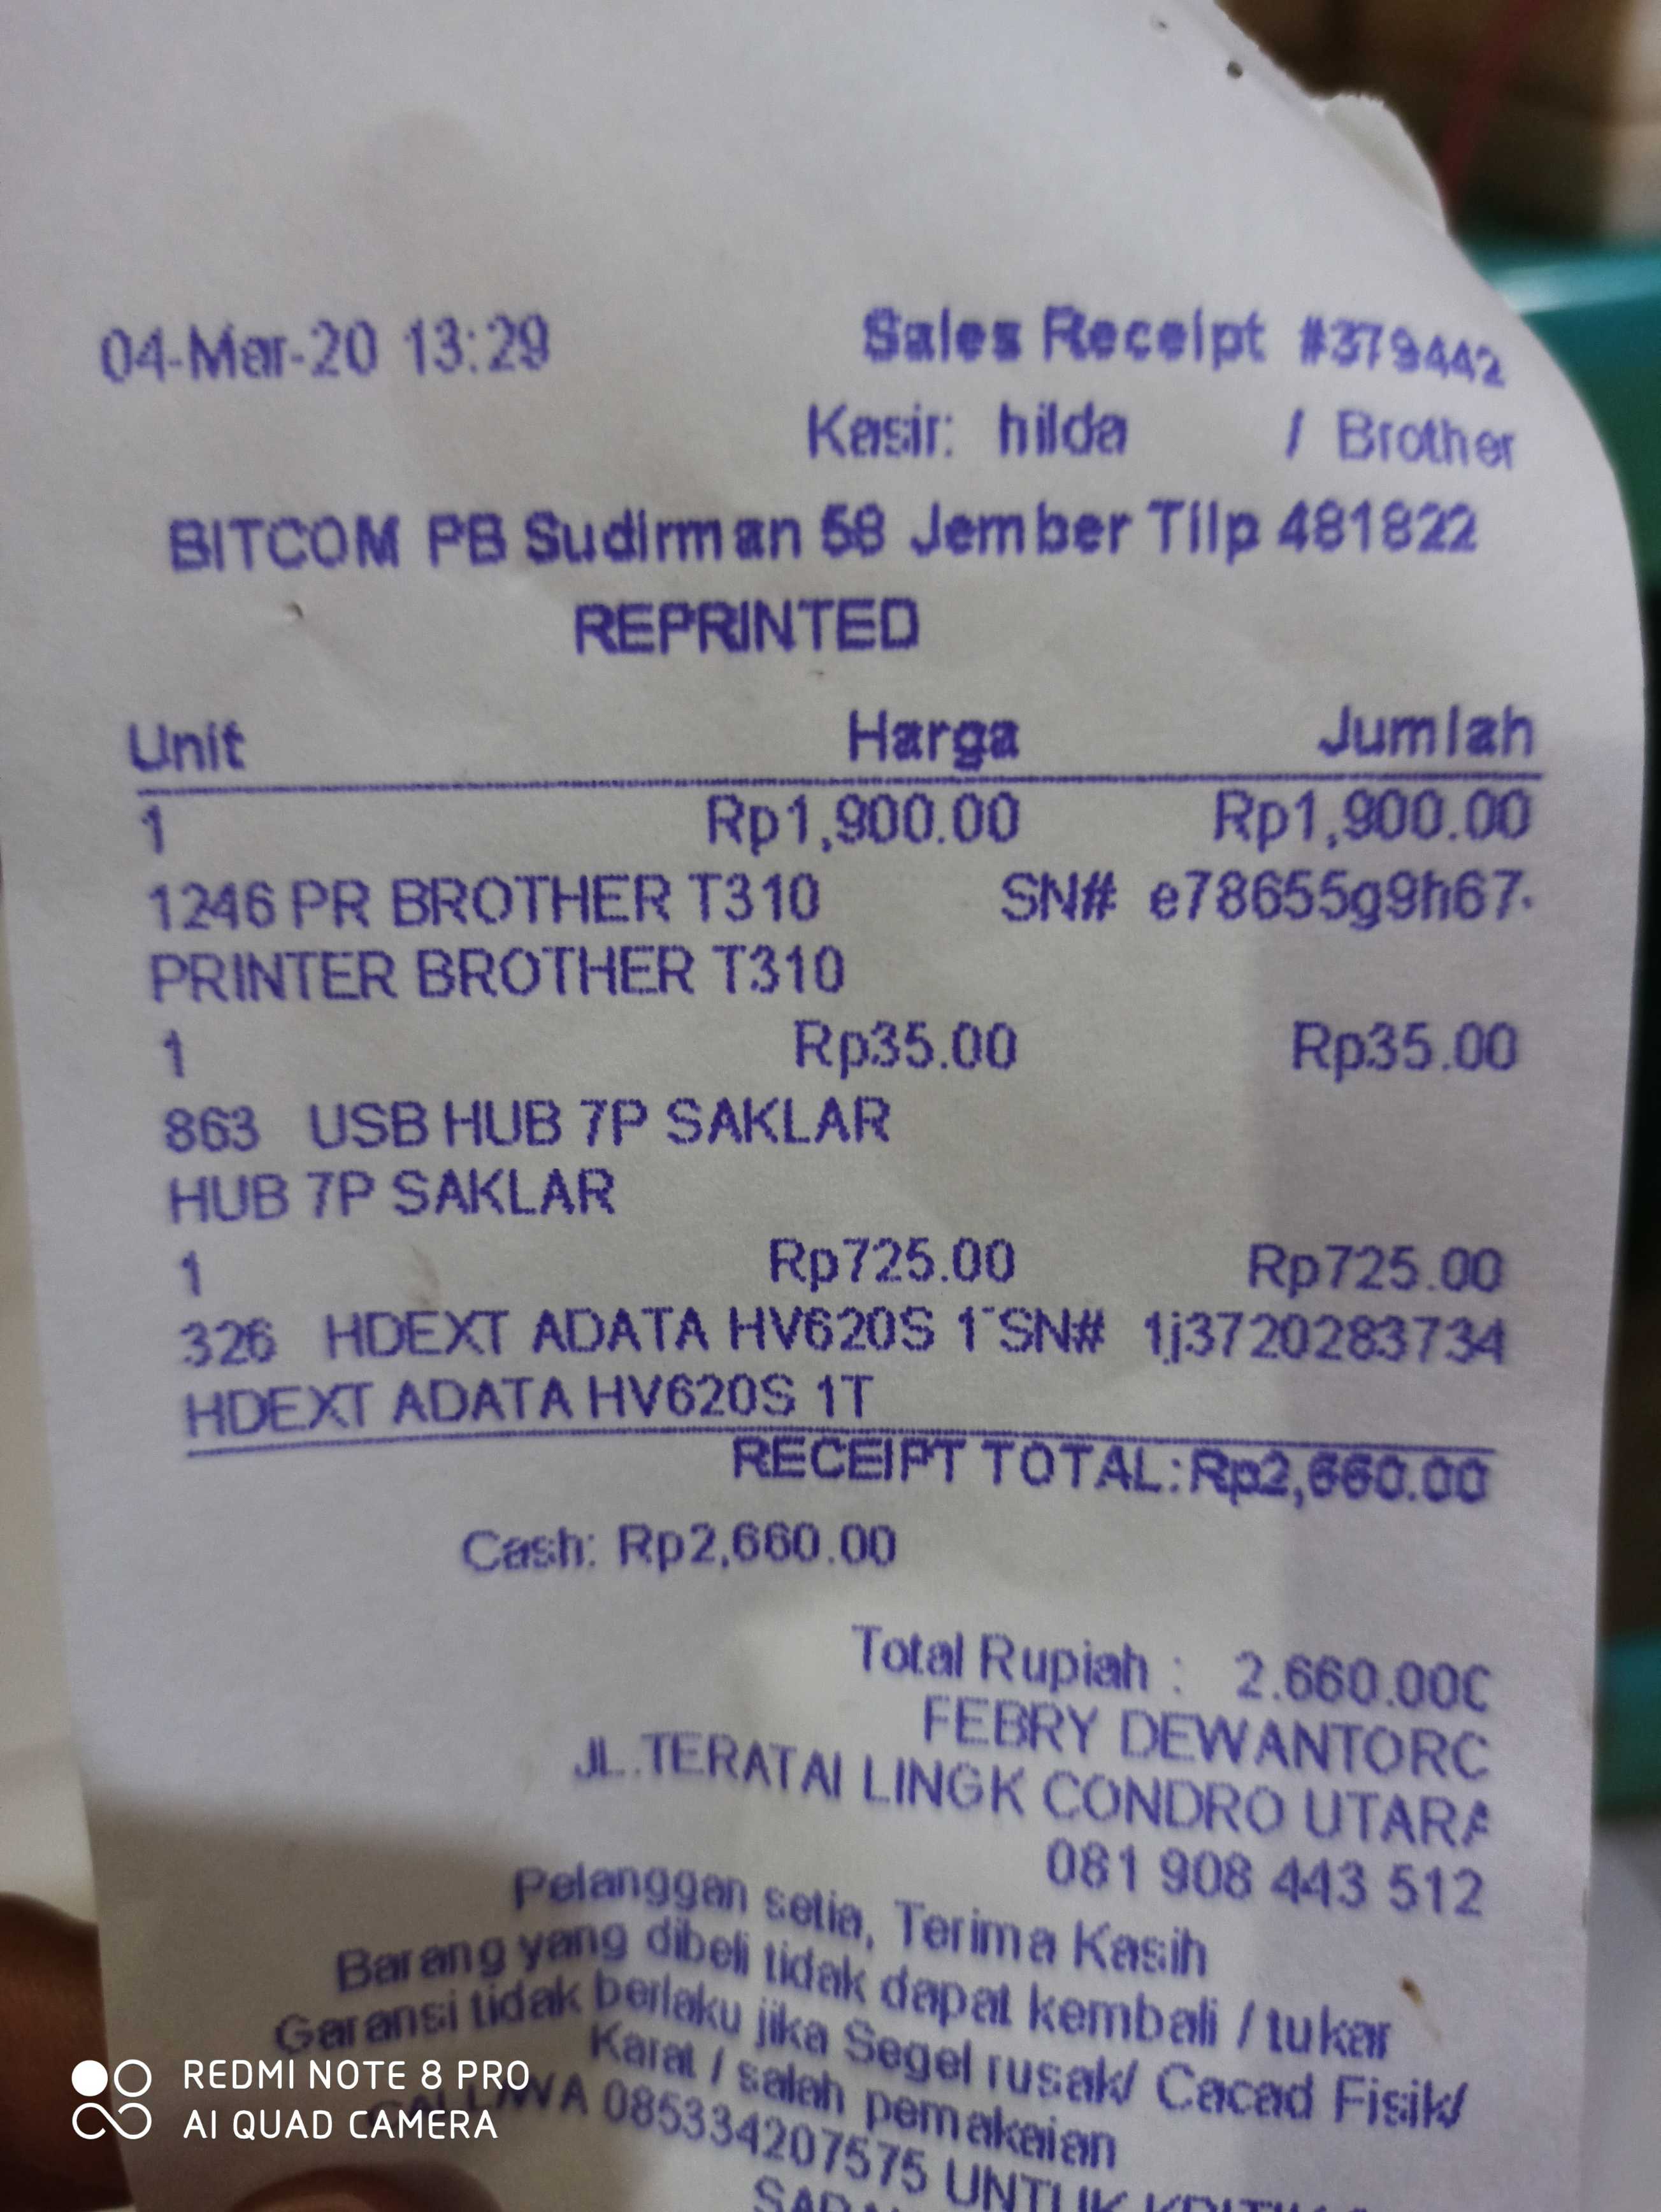 04-Mar-20 13:29 Sales Receipt #379442
Kasir: hilda / Brother
BITCOM PB Sudirman 58 Jember Tllp 481822
REPRINTED
Unit Harga Jumlah
1 Rp1,900.00 Rp1,900.00
1246 PR BROTHER T310 SN# e78655g9h67
PRINTER BROTHER T310
1 Rp35.00 Rp35.00
863 USB HUB 7P SAKLAR
HUB 7P SAKLAR
1 Rp725.00 Rp725.00
326 HDEXT ADATA HV620S 1 SN# 1j3720283734
HDEXT ADATA HV620S 1T
RECEIPT TOTAL: Rp2,660.00
Cash: Rp2,660.00
Total Rupiah : 2.660.000
FEBRY DEWANTORO
JL.TERATAI LINGK CONDRO UTARA
081 908 443 512
Pelanggan setia, Terima Kasih
Barang yang dibeli tidak dapat kembali / tukar
Garansi tidak berlaku jika Segel rusak/ Cacad Fisik/
Karat / salah pemakaian
085334207575 UNTUK
REDMI NOTE 8 PRO
AI QUAD CAMERA